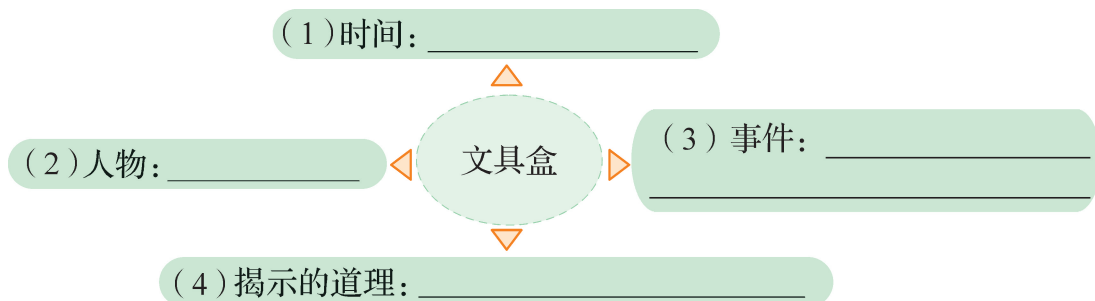 （1）时间：
（2）人物：
文具盒
（3）事件：
（4）揭示的道理：